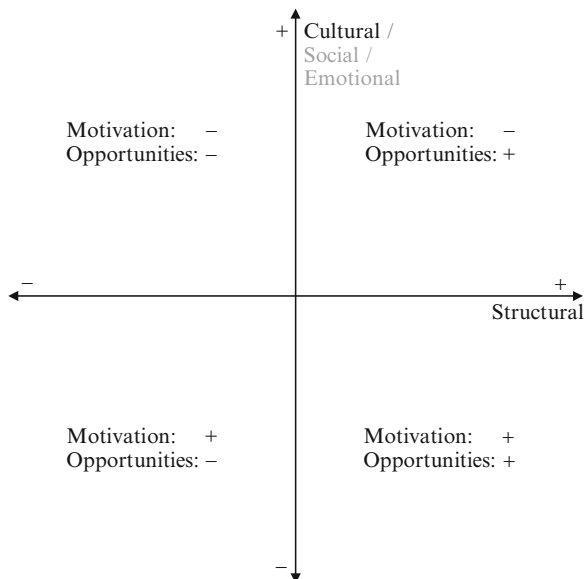 + Cultural /
Social /
Emotional
Motivation: –
Opportunities: –
Motivation: –
Opportunities: +
–
+
Structural
Motivation: +
Opportunities: –
Motivation: +
Opportunities: +
–